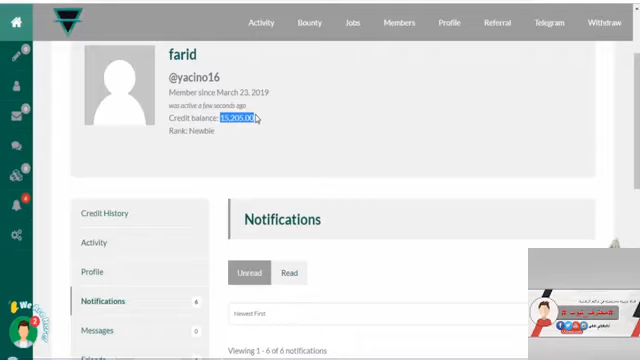 Activity
Bounty
Jobs
Members
Profile
Referral
Telegram
Withdraw
farid
@yacino16
Member since March 23, 2019
was active a few seconds ago
Credit balance: 15,205.00
Rank: Newbie
Credit History
Activity
Profile
Notifications 6
Messages 0
Friends
Notifications
Unread
Read
Newest First
Viewing 1 - 6 of 6 notifications